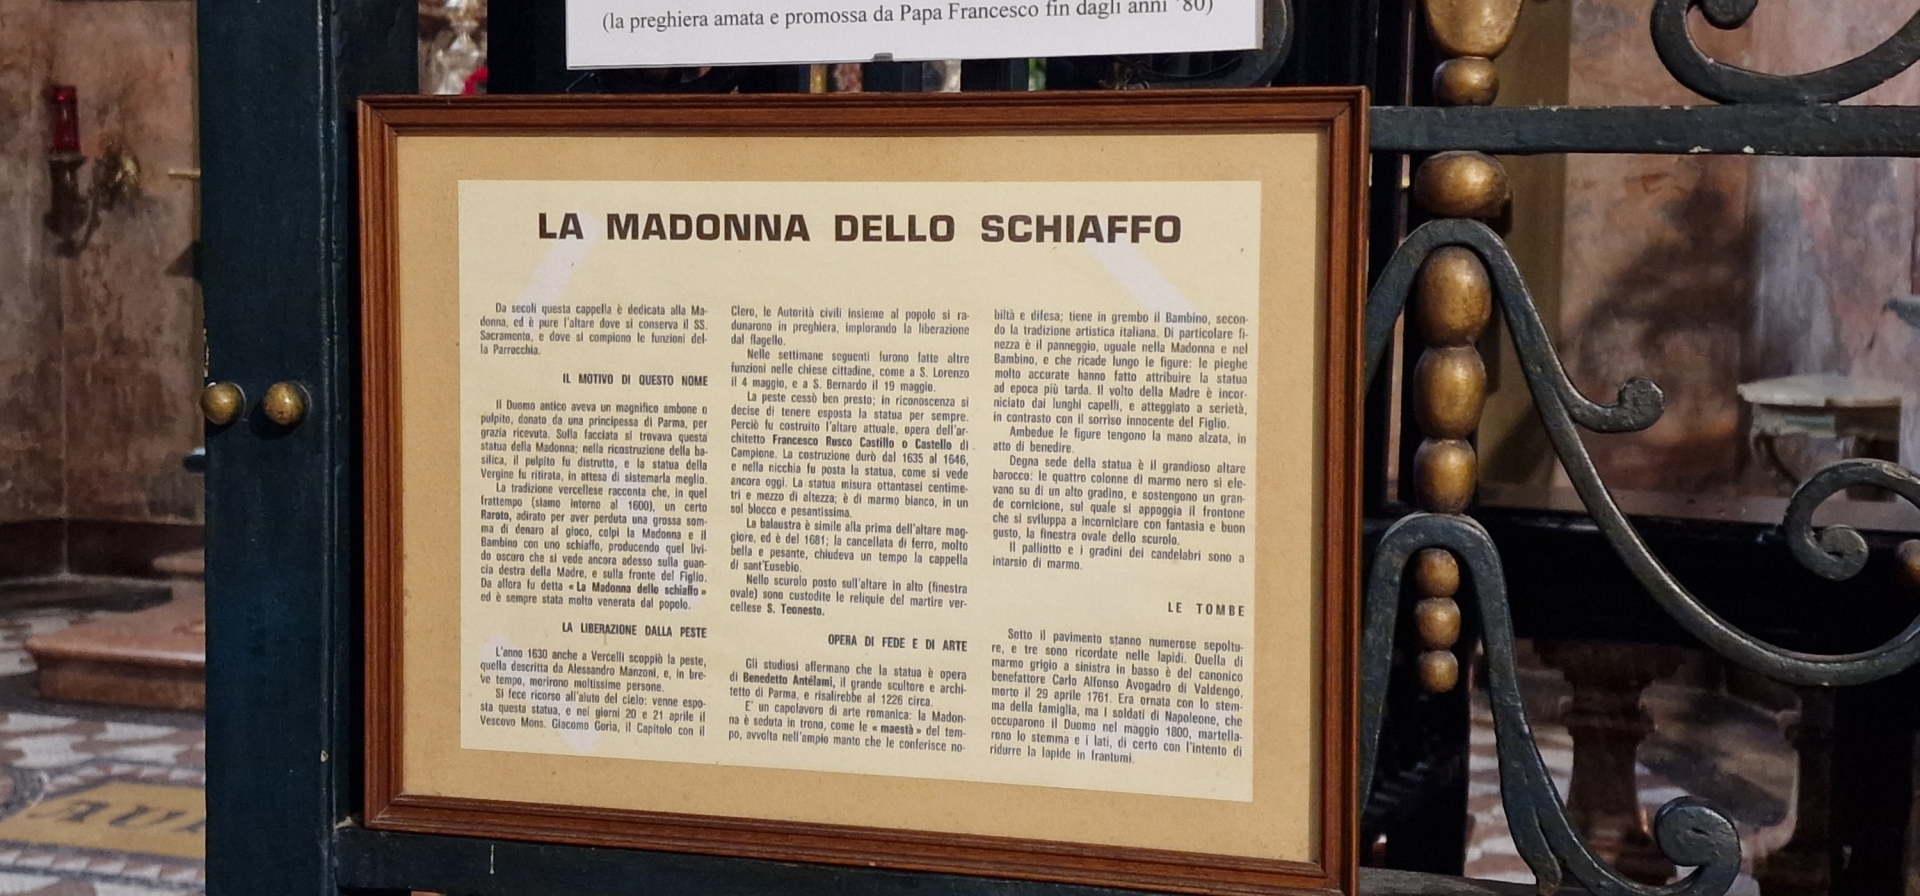 (la preghiera amata e promossa da Papa Francesco fin dagli anni '80)
LA MADONNA DELLO SCHIAFFO
Da secoli questa cappella è dedicata alla Ma-
donna, ed è pure l'altare dove si conserva il SS.
Sacramento, e dove si compiono le funzioni del-
la Parrocchia.
IL MOTIVO DI QUESTO NOME
Il Duomo antico aveva un magnifico ambone o
pulpito, donato da una principessa di Parma, per
grazia ricevuta. Sulla facciata si trovava questa
statua della Madonna; nella ricostruzione della ba-
silica, il pulpito fu distrutto, e la statua della
Vergine fu ritirata, in attesa di sistemarla meglio.
La tradizione vercellese racconta che, in quel
frattempo (siamo intorno al 1600), un certo
Raroto, adirato per aver perduta una grossa som-
ma di denaro al gioco, colpì la Madonna e il
Bambino con uno schiaffo, producendo quel livi-
do oscuro che si vede ancora adesso sulla guan-
cia destra della Madre, e sulla fronte del Figlio.
Da allora fu detta «La Madonna dello schiaffo»
ed è sempre stata molto venerata dal popolo.
LA LIBERAZIONE DALLA PESTE
L'anno 1630 anche a Vercelli scoppiò la peste,
quella descritta da Alessandro Manzoni, e, in bre-
ve tempo, morirono moltissime persone.
Si fece ricorso all'aiuto del cielo: venne espo-
sta questa statua, e nei giorni 20 e 21 aprile il
Vescovo Mons. Giacomo Goria, il Capitolo con il
Clero, le Autorità civili insieme al popolo si ra-
dunarono in preghiera, implorando la liberazione
dal flagello.
Nelle settimane seguenti furono fatte altre
funzioni nelle chiese cittadine, come a S. Lorenzo
il 4 maggio, e a S. Bernardo il 19 maggio.
La peste cessò ben presto; in riconoscenza si
decise di tenere esposta la statua per sempre.
Perciò fu costruito l'altare attuale, opera dell'ar-
chitetto Francesco Rusco Castillo o Castello di
Campione. La costruzione durò dal 1635 al 1646,
e nella nicchia fu posta la statua, come si vede
ancora oggi. La statua misura ottantasei centime-
tri e mezzo di altezza; è di marmo bianco, in un
sol blocco e pesantissima.
La balaustra è simile alla prima dell'altare mag-
giore, ed è del 1681; la cancellata di ferro, molto
bella e pesante, chiudeva un tempo la cappella
di sant'Eusebio.
Nello scurolo posto sull'altare in alto (finestra
ovale) sono custodite le reliquie del martire ver-
cellese S. Teonesto.
OPERA DI FEDE E DI ARTE
Gli studiosi affermano che la statua è opera
di Benedetto Antélami, il grande scultore e archi-
tetto di Parma, e risalirebbe al 1226 circa.
E' un capolavoro di arte romanica: la Madon-
na è seduta in trono, come le «maestà» del tem-
po, avvolta nell'ampio manto che le conferisce no-
biltà e difesa; tiene in grembo il Bambino, secon-
do la tradizione artistica italiana. Di particolare fi-
nezza è il panneggio, uguale nella Madonna e nel
Bambino, e che ricade lungo le figure: le pieghe
molto accurate hanno fatto attribuire la statua
ad epoca più tarda. Il volto della Madre è incor-
niciato dai lunghi capelli, e atteggiato a serietà,
in contrasto con il sorriso innocente del Figlio.
Ambedue le figure tengono la mano alzata, in
atto di benedire.
Degna sede della statua è il grandioso altare
barocco: le quattro colonne di marmo nero si ele-
vano su di un alto gradino, e sostengono un gran-
de cornicione, sul quale si appoggia il frontone
che si sviluppa a incorniciare con fantasia e buon
gusto, la finestra ovale dello scurolo.
Il palliotto e i gradini dei candelabri sono a
intarsio di marmo.
LE TOMBE
Sotto il pavimento stanno numerose sepoltu-
re, e tre sono ricordate nelle lapidi. Quella di
marmo grigio a sinistra in basso è del canonico
benefattore Carlo Alfonso Avogadro di Valdengo,
morto il 29 aprile 1761. Era ornata con lo stem-
ma della famiglia, ma i soldati di Napoleone, che
occuparono il Duomo nel maggio 1800, martella-
rono lo stemma e i lati, di certo con l'intento di
ridurre la lapide in frantumi.